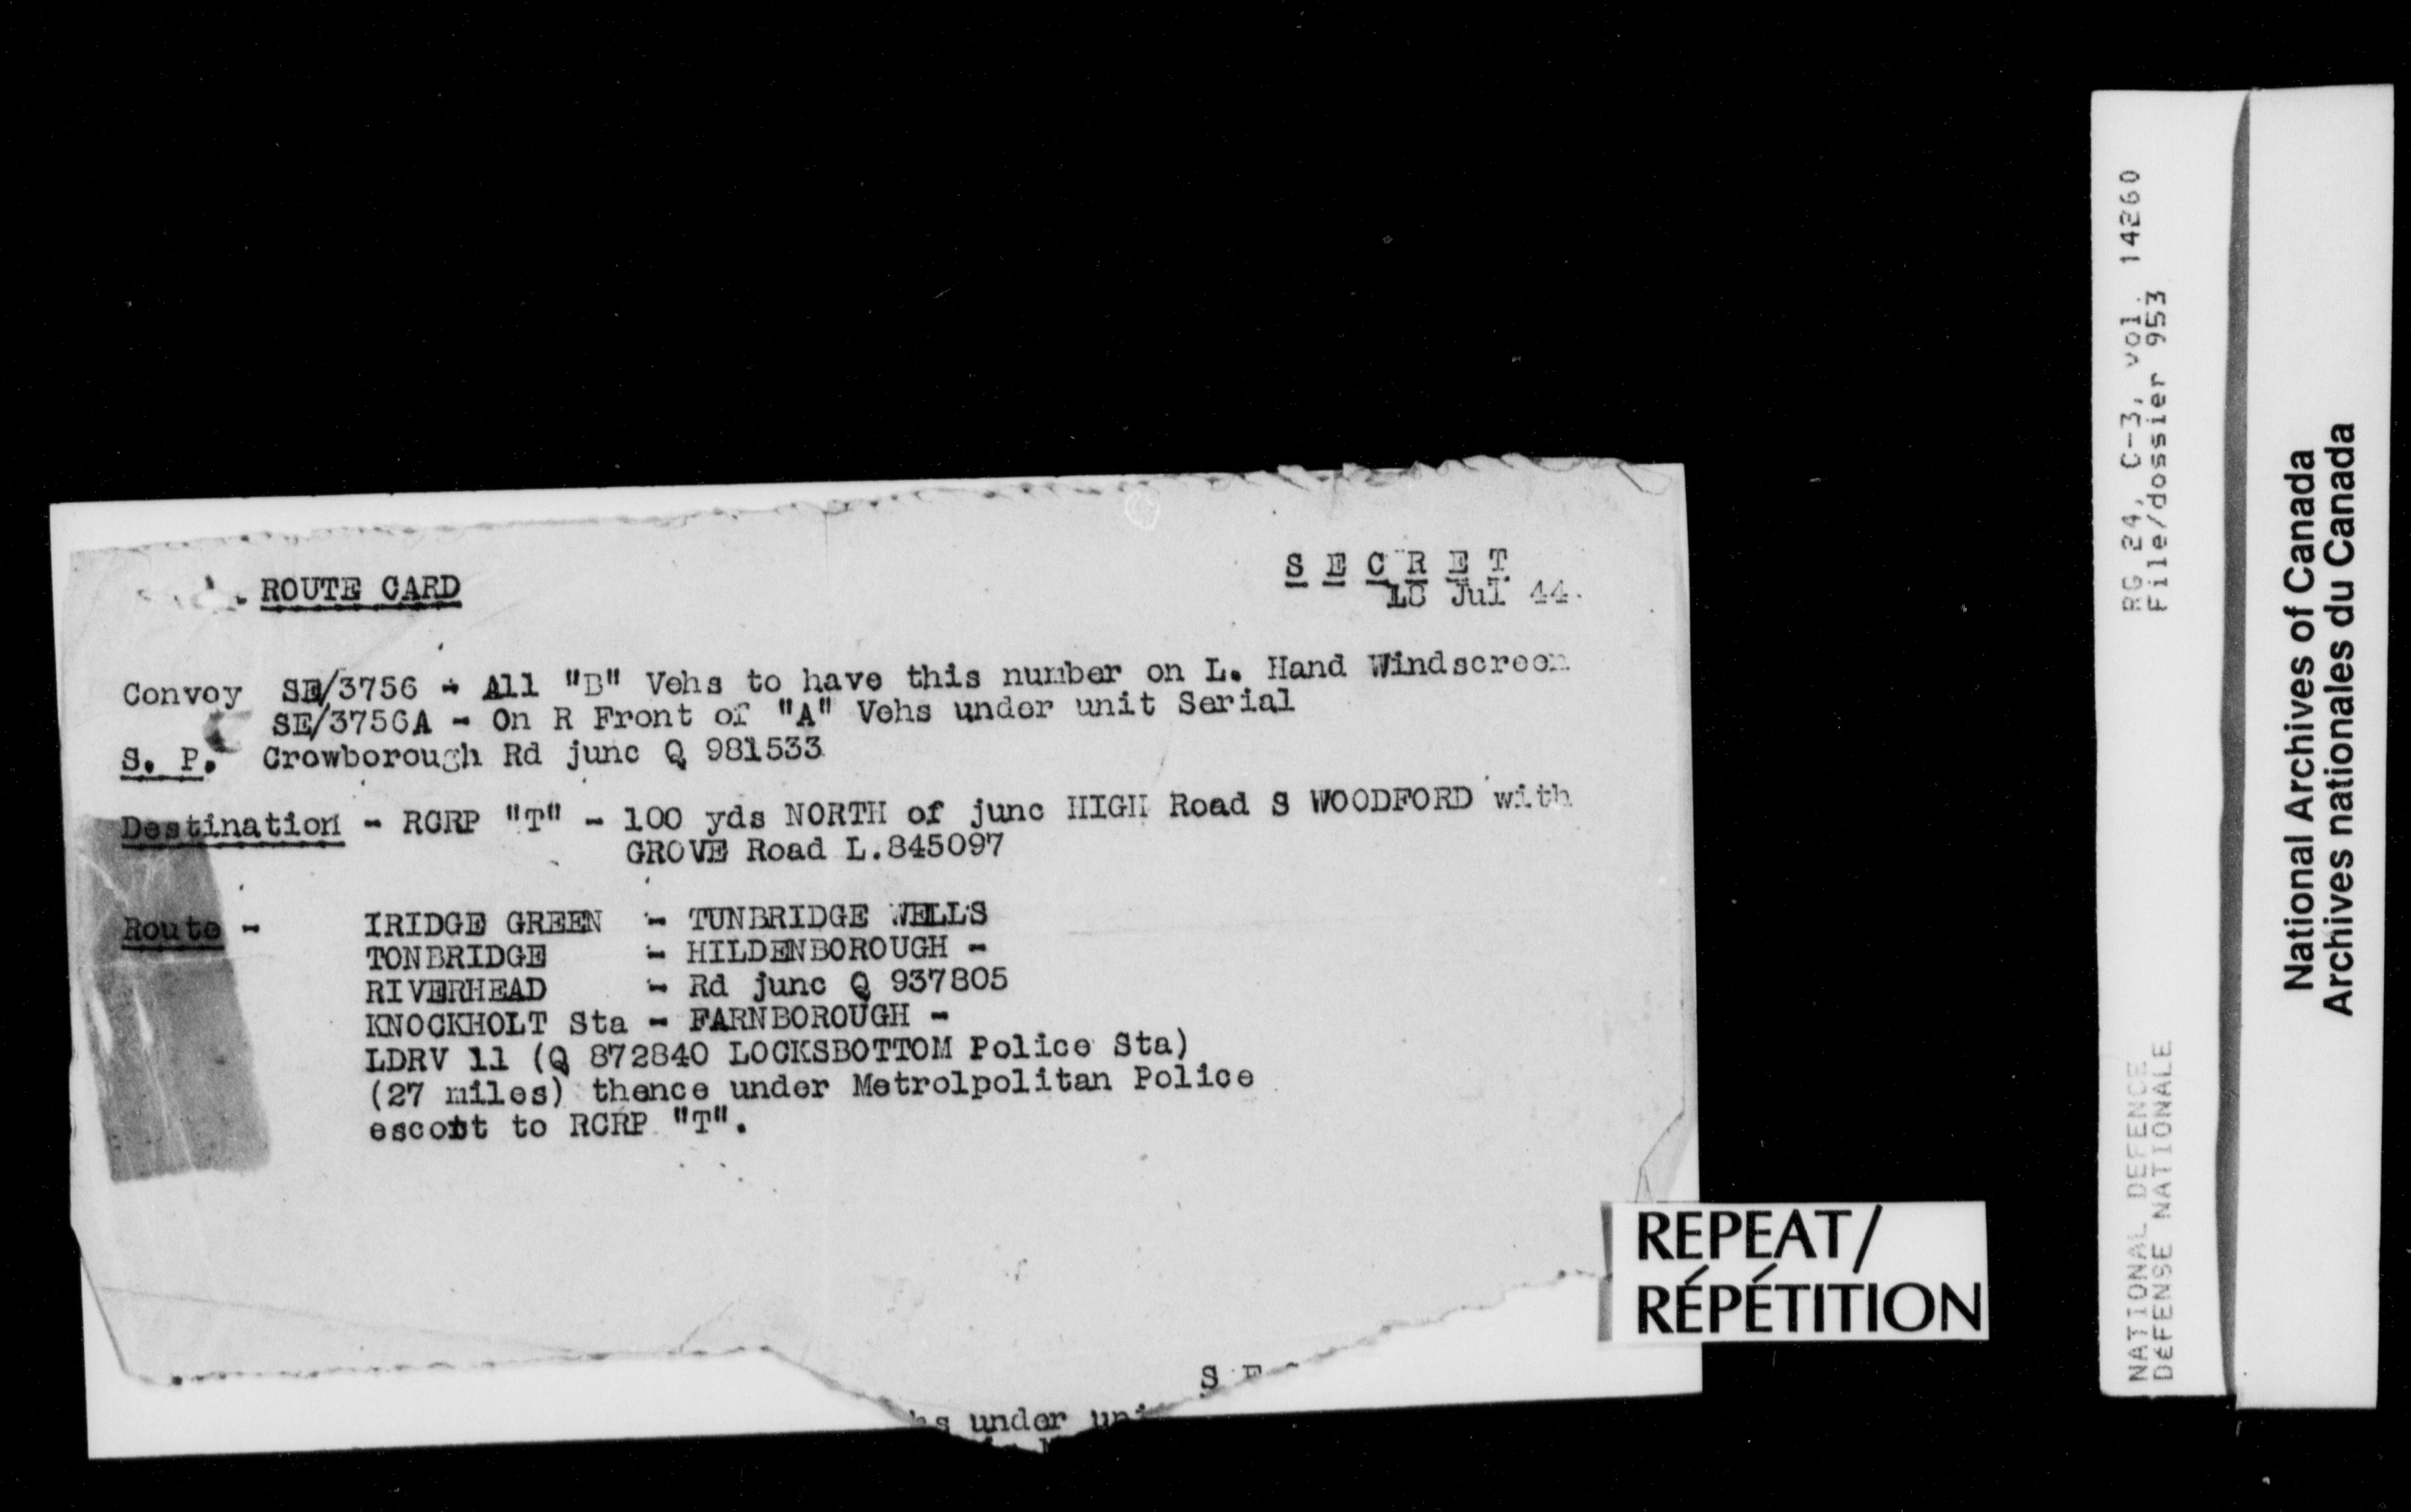 S E C R E T
ROUTE CARD
18 Jul 44.
Convoy SE/3756 - All "B" Vehs to have this number on L. Hand Windscreen
SE/3756A - On R Front of "A" Vehs under unit Serial
S. P. Crowborough Rd junc Q 981533
Destination - RCRP "T" - 100 yds NORTH of junc HIGH Road S WOODFORD with
GROVE Road L.845097
Route - IRIDGE GREEN - TUNBRIDGE WELLS
TONBRIDGE - HILDENBOROUGH -
RIVERHEAD - Rd junc Q 937805
KNOCKHOLT Sta - FARNBOROUGH -
LDRV 11 (Q 872840 LOCKSBOTTOM Police Sta)
(27 miles) thence under Metrolpolitan Police
escott to RCRP "T".
S E
hs under uni
REPEAT/
RÉPÉTITION
RG 24, C-3, vol. 14260
File/dossier 953
NATIONAL DEFENCE
DÉFENSE NATIONALE
National Archives of Canada
Archives nationales du Canada